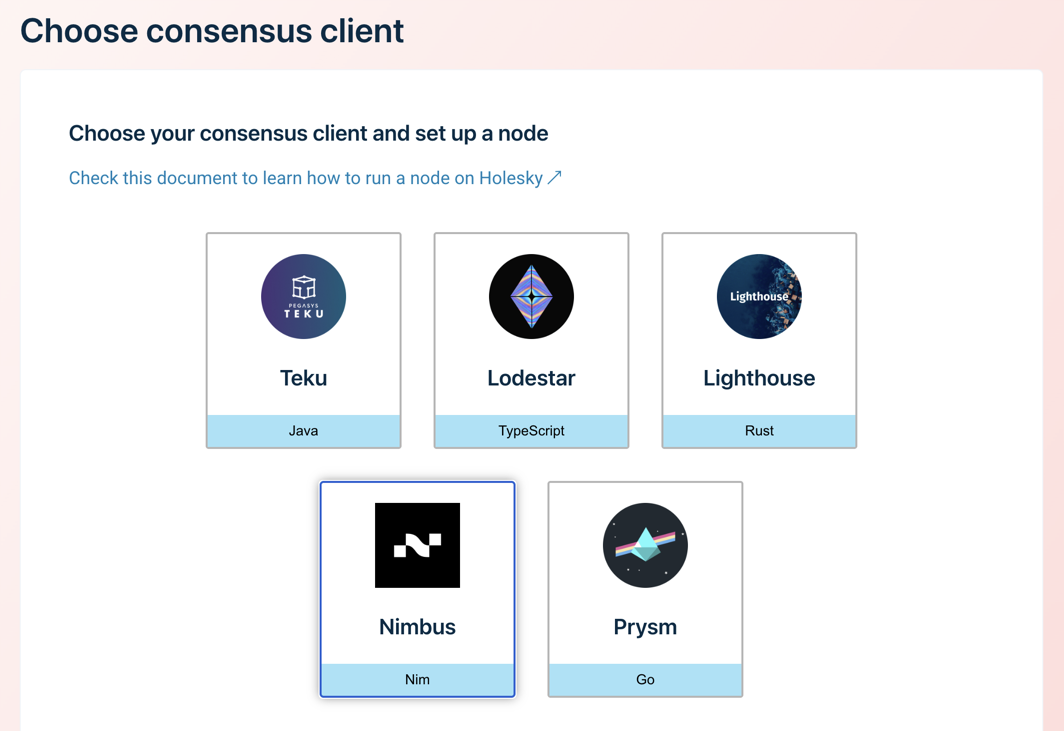 Choose consensus client
Choose your consensus client and set up a node
Check this document to learn how to run a node on Holesky ↗
PEGASYS
TEKU
Lighthouse
Teku
Lodestar
Lighthouse
Java
TypeScript
Rust
Nimbus
Prysm
Nim
Go